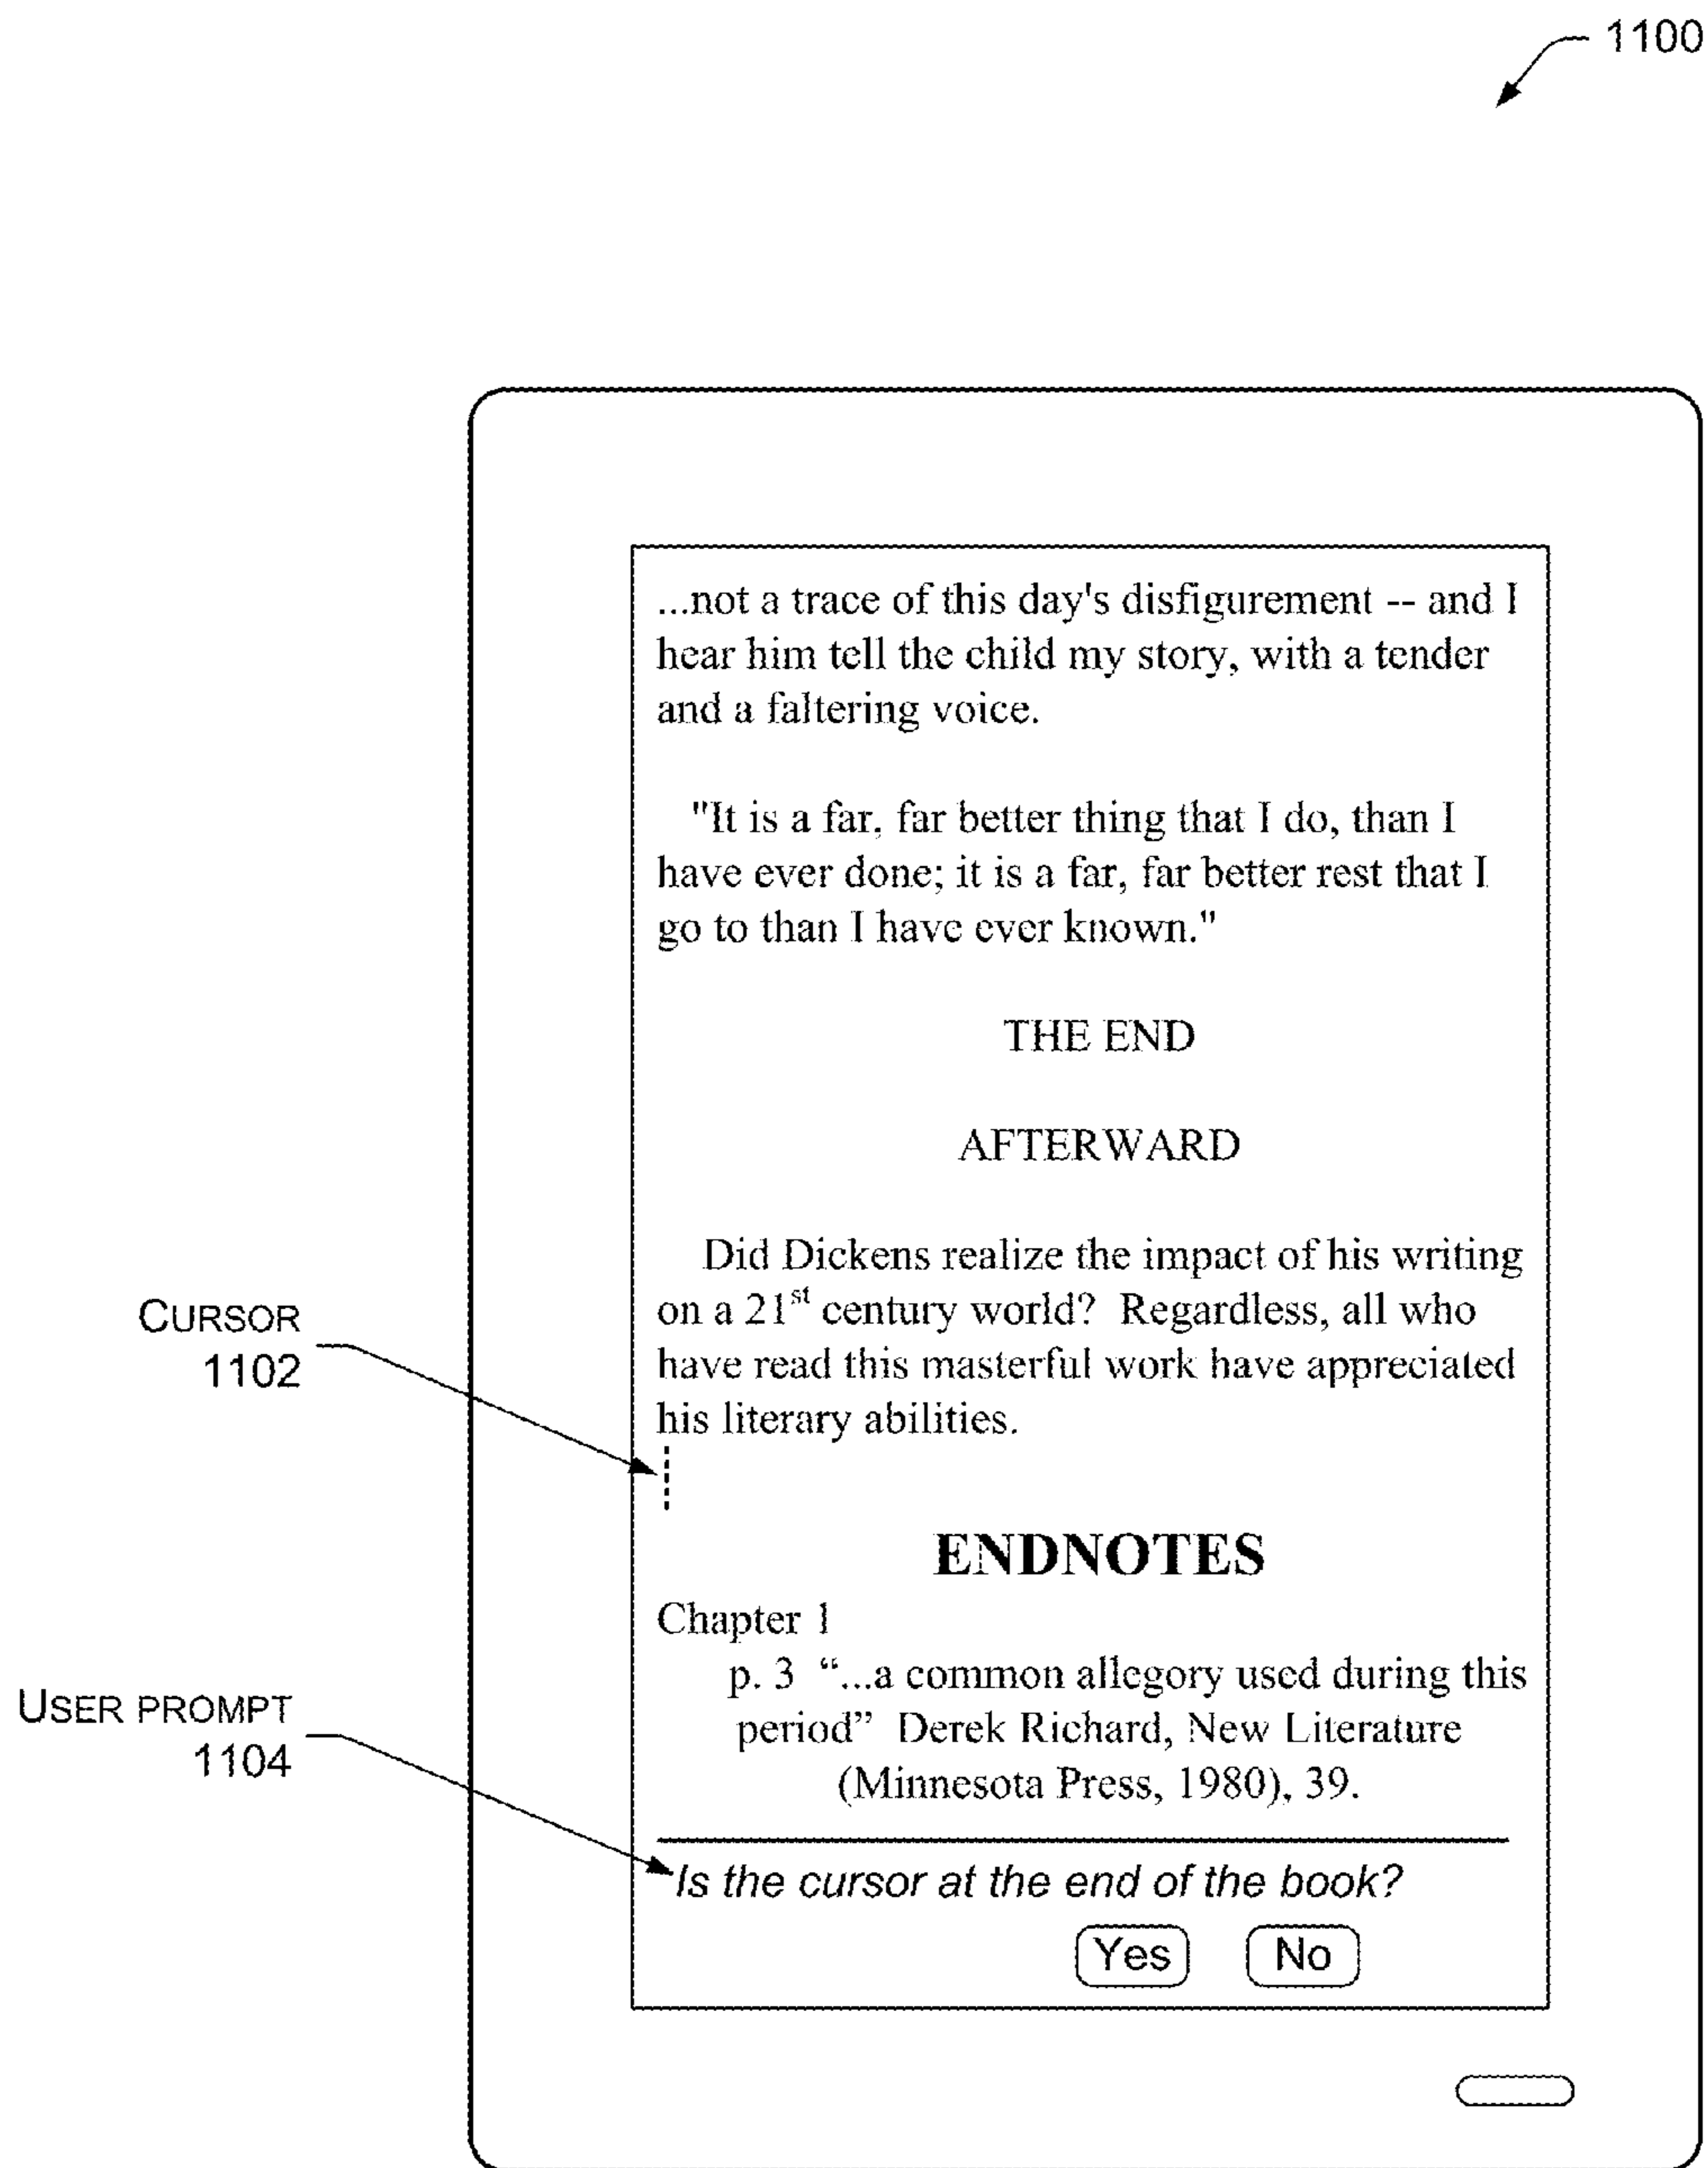 1100
...not a trace of this day's disfigurement -- and I
hear him tell the child my story, with a tender
and a faltering voice.
"It is a far, far better thing that I do, than I
have ever done; it is a far, far better rest that I
go to than I have ever known."
THE END
AFTERWARD
Did Dickens realize the impact of his writing
on a 21st century world? Regardless, all who
have read this masterful work have appreciated
his literary abilities.
CURSOR
1102
ENDNOTES
Chapter 1
p. 3 “...a common allegory used during this
period” Derek Richard, New Literature
(Minnesota Press, 1980), 39.
USER PROMPT
1104
Is the cursor at the end of the book?
Yes No